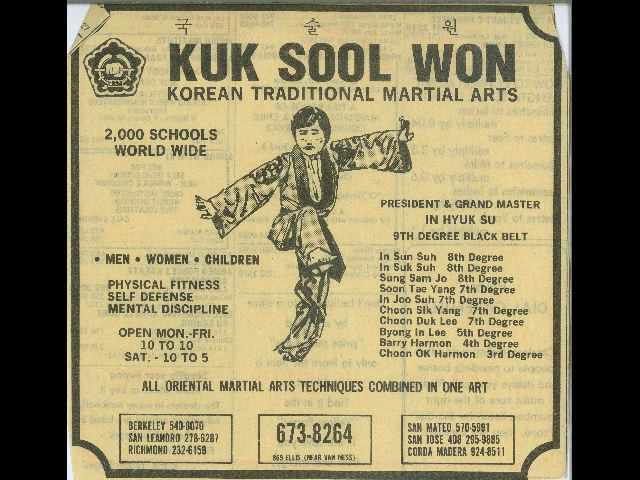 국 술 원
KUK SOOL WON
KOREAN TRADITIONAL MARTIAL ARTS
2,000 SCHOOLS
WORLD WIDE
PRESIDENT & GRAND MASTER
IN HYUK SU
9TH DEGREE BLACK BELT
• MEN • WOMEN • CHILDREN
PHYSICAL FITNESS
SELF DEFENSE
MENTAL DISCIPLINE
OPEN MON.-FRI.
10 TO 10
SAT. - 10 TO 5
In Sun Suh 8th Degree
In Suk Suh 8th Degree
Sung Sam Jo 8th Degree
Soon Tae Yang 7th Degree
In Joo Suh 7th Degree
Choon Sik Yang 7th Degree
Choon Duk Lee 7th Degree
Byong In Lee 5th Degree
Barry Harmon 4th Degree
Choon OK Harmon 3rd Degree
ALL ORIENTAL MARTIAL ARTS TECHNIQUES COMBINED IN ONE ART
BERKELEY 540-8070
SAN LEANDRO 278-6287
RICHMOND 232-6159
673-8264
869 ELLIS (NEAR VAN NESS)
SAN MATEO 570-5991
SAN JOSE 408 295-9885
CORDA MADERA 924-8511